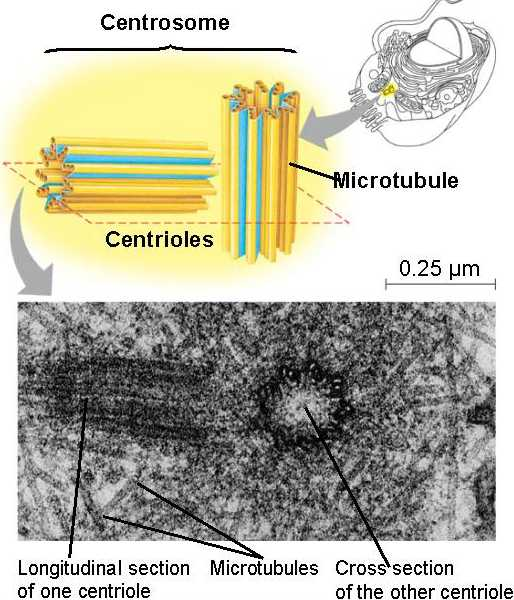 Centrosome
Microtubule
Centrioles
0.25 µm
Longitudinal section
of one centriole
Microtubules
Cross section
of the other centriole